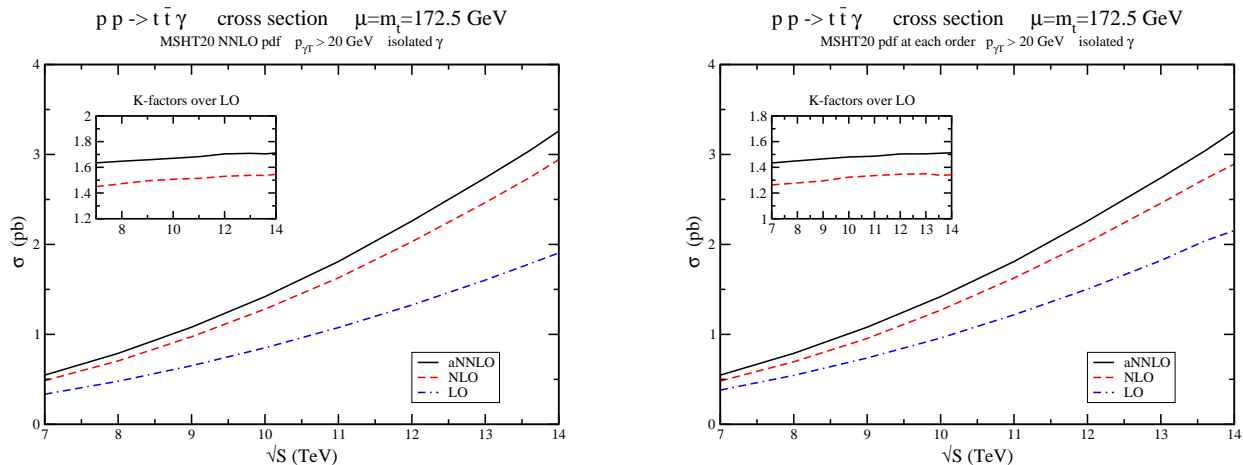 p p -> t t̄ γ cross section μ=mₜ=172.5 GeV
MSHT20 NNLO pdf p_γT > 20 GeV isolated γ
4
3
2
1
0
σ (pb)
K-factors over LO
2
1.8
1.6
1.4
1.2
8 9 10 11 12 13 14
aNNLO
NLO
LO
7 8 9 10 11 12 13 14
√S (TeV)
p p -> t t̄ γ cross section μ=mₜ=172.5 GeV
MSHT20 pdf at each order p_γT > 20 GeV isolated γ
4
3
2
1
0
σ (pb)
K-factors over LO
1.8
1.6
1.4
1.2
1
7 8 9 10 11 12 13 14
aNNLO
NLO
LO
7 8 9 10 11 12 13 14
√S (TeV)